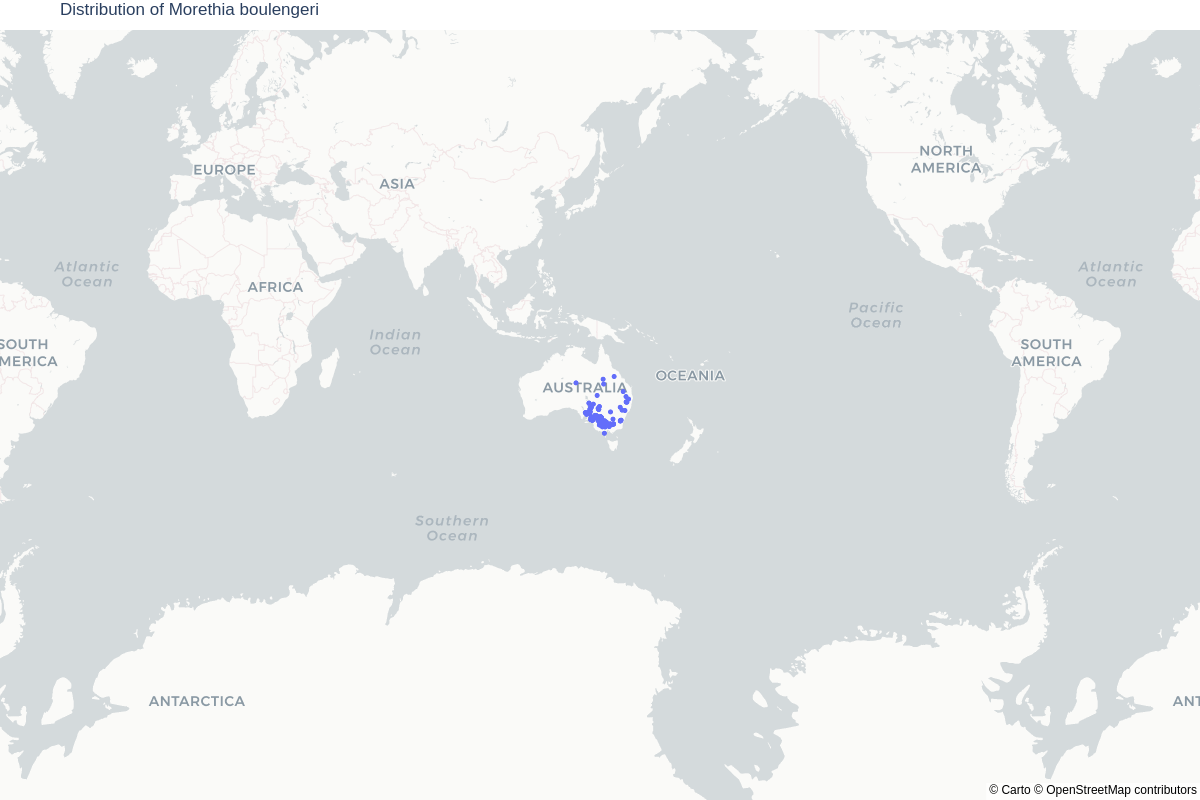 Distribution of Morethia boulengeri
NORTH
AMERICA
EUROPE
ASIA
Atlantic
Ocean
Atlantic
Ocean
AFRICA
Pacific
Ocean
Indian
Ocean
SOUTH
MERICA
SOUTH
AMERICA
OCEANIA
AUSTRALIA
Southern
Ocean
ANTARCTICA
ANT
© Carto © OpenStreetMap contributors